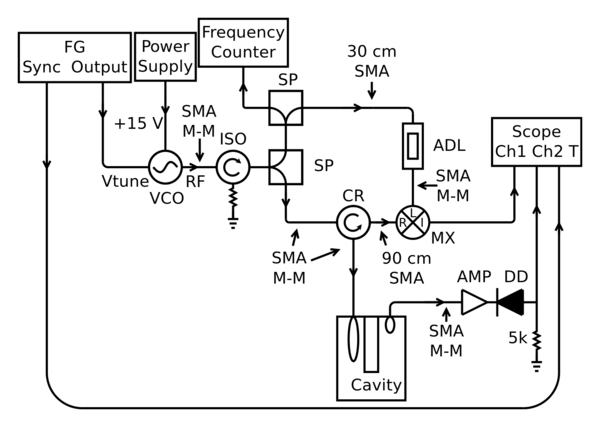 FG
Sync Output
Power
Supply
Frequency
Counter
30 cm
SMA
SP
+15 V
SMA
M-M
ISO
Scope
Ch1 Ch2 T
ADL
SP
Vtune
VCO
RF
SMA
M-M
CR
L
R
I
MX
SMA
M-M
90 cm
SMA
AMP
DD
SMA
M-M
5k
Cavity